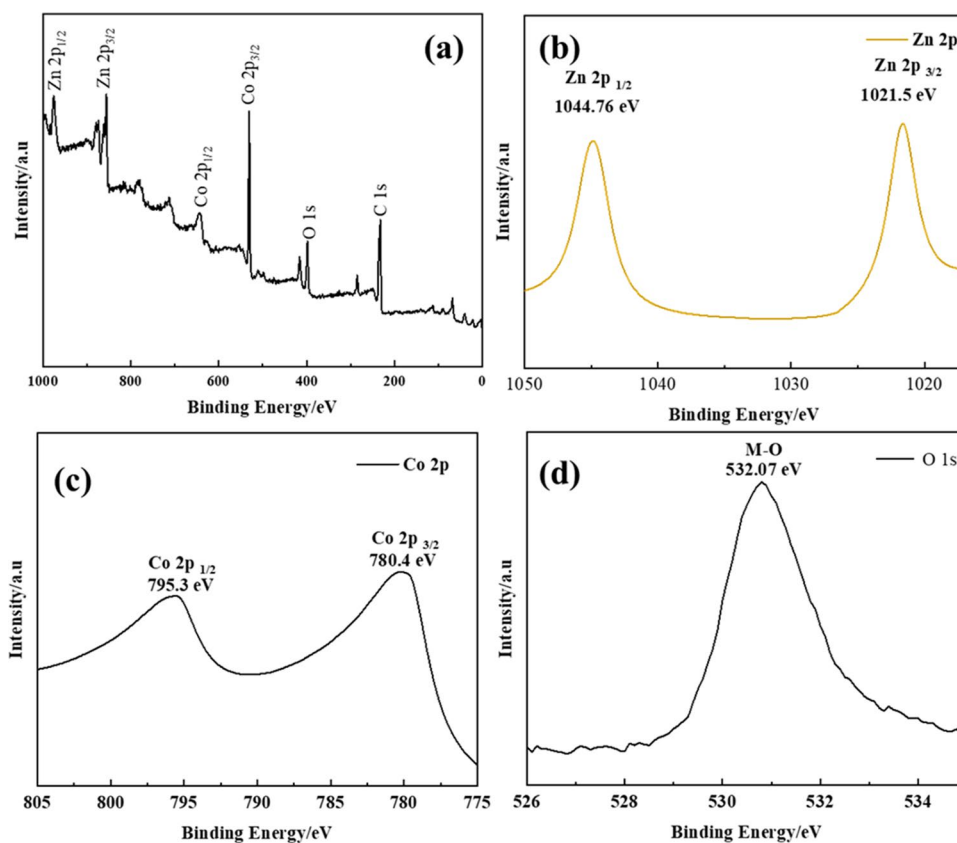 (a)
Zn 2p1/2
Zn 2p3/2
Co 2p1/2
Co 2p3/2
O 1s
C 1s
Intensity/a.u
1000 800 600 400 200 0
Binding Energy/eV
(b)
Zn 2p
Zn 2p 1/2
1044.76 eV
Zn 2p 3/2
1021.5 eV
Intensity/a.u
1050 1040 1030 1020
Binding Energy/eV
(c)
Co 2p
Co 2p 1/2
795.3 eV
Co 2p 3/2
780.4 eV
Intensity/a.u
805 800 795 790 785 780 775
Binding Energy/eV
(d)
O 1s
M-O
532.07 eV
Intensity/a.u
526 528 530 532 534
Binding Energy/eV